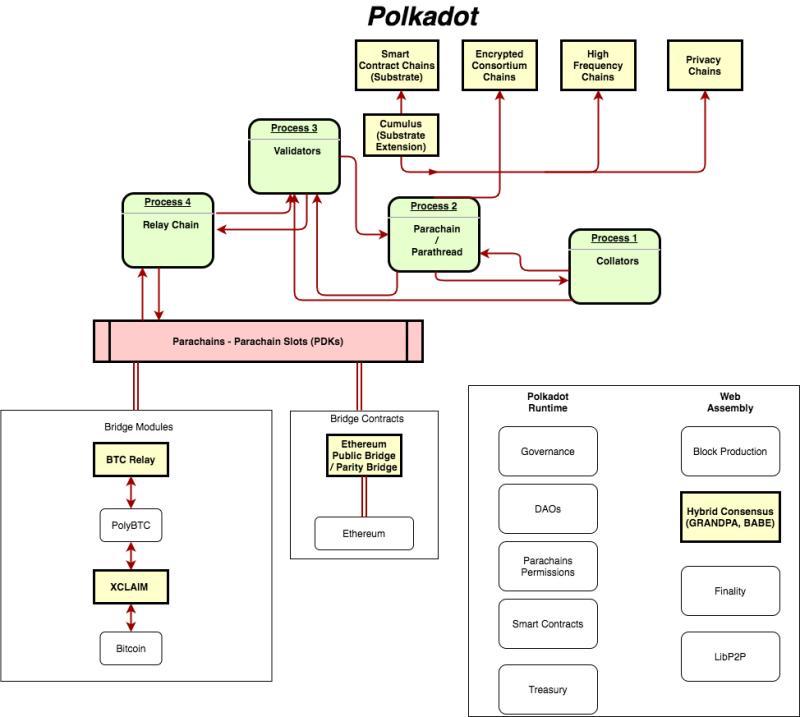 Polkadot
Smart
Contract Chains
(Substrate)
Encrypted
Consortium
Chains
High
Frequency
Chains
Privacy
Chains
Cumulus
(Substrate
Extension)
Process 3
Validators
Process 4
Relay Chain
Process 2
Parachain
/
Parathread
Process 1
Collators
Parachains - Parachain Slots (PDKs)
Bridge Modules
BTC Relay
PolyBTC
XCLAIM
Bitcoin
Bridge Contracts
Ethereum
Public Bridge
/ Parity Bridge
Ethereum
Polkadot
Runtime
Governance
DAOs
Parachains
Permissions
Smart Contracts
Treasury
Web
Assembly
Block Production
Hybrid Consensus
(GRANDPA, BABE)
Finality
LibP2P